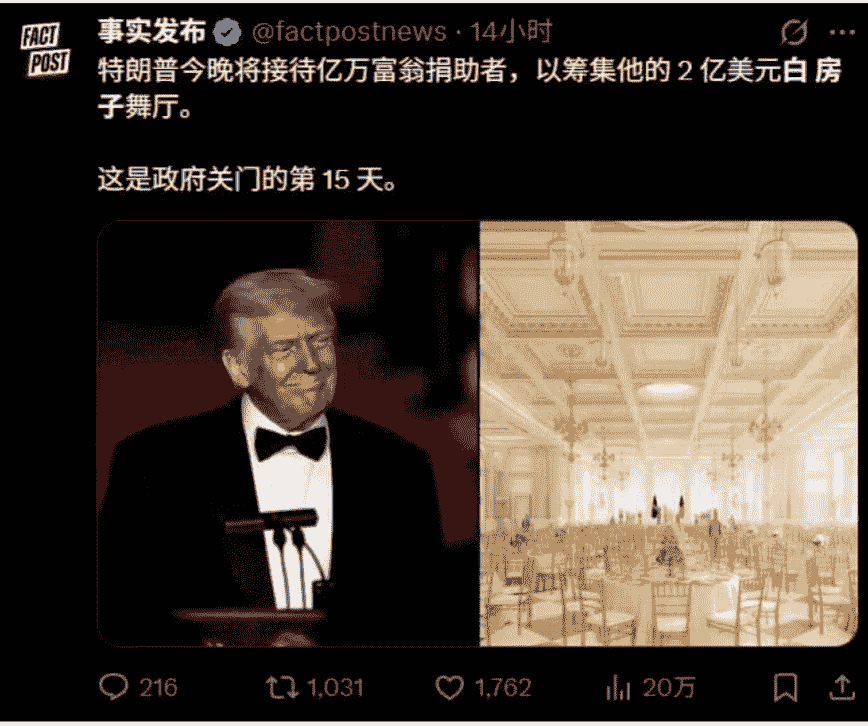 FACT
POST
事实发布 @factpostnews · 14小时
特朗普今晚将接待亿万富翁捐助者，以筹集他的 2 亿美元白 房
子舞厅。
这是政府关门的第 15 天。
216 1,031 1,762 20万